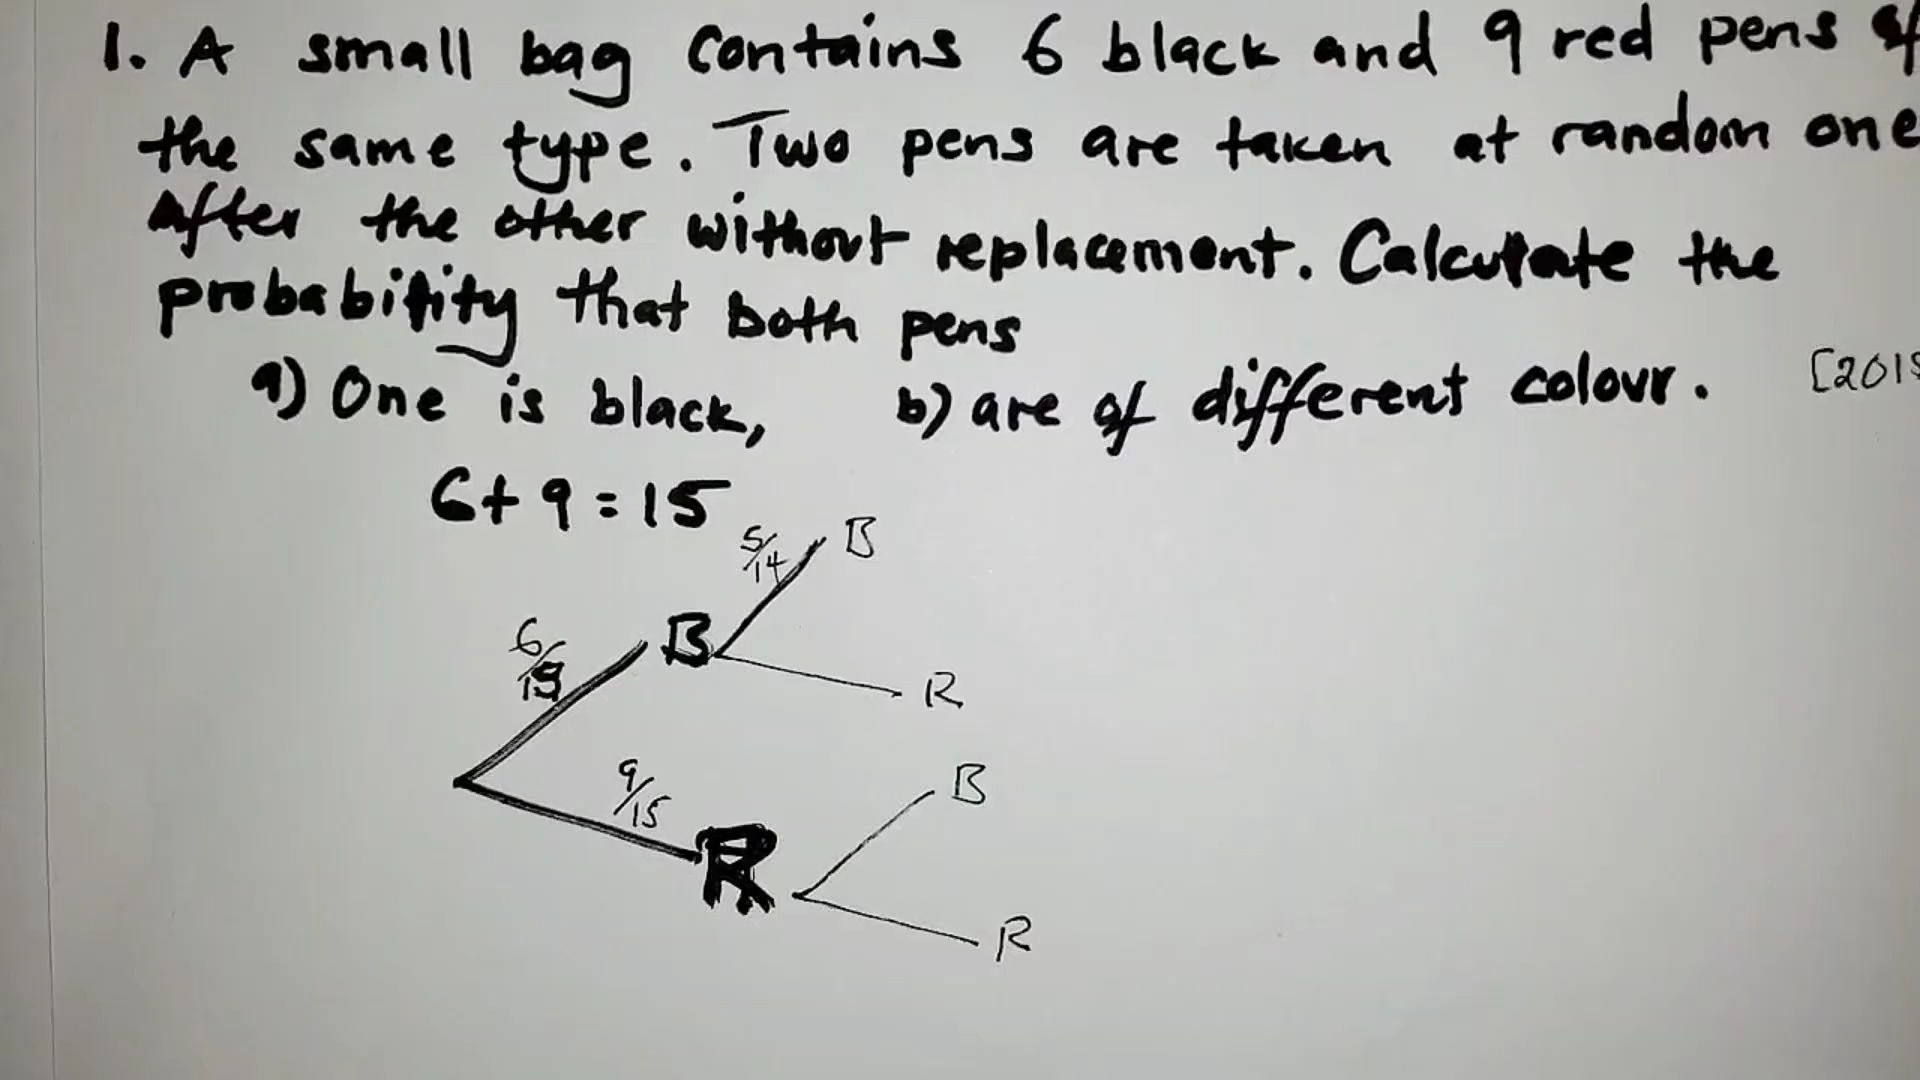 1. A small bag contains 6 black and 9 red pens of
the same type. Two pens are taken at random one
After the other without replacement. Calculate the
probability that both pens
a) One is black, b) are of different colour. [201
6+9=15
5/14 B
6/15 B
R
9/15 B
R
R